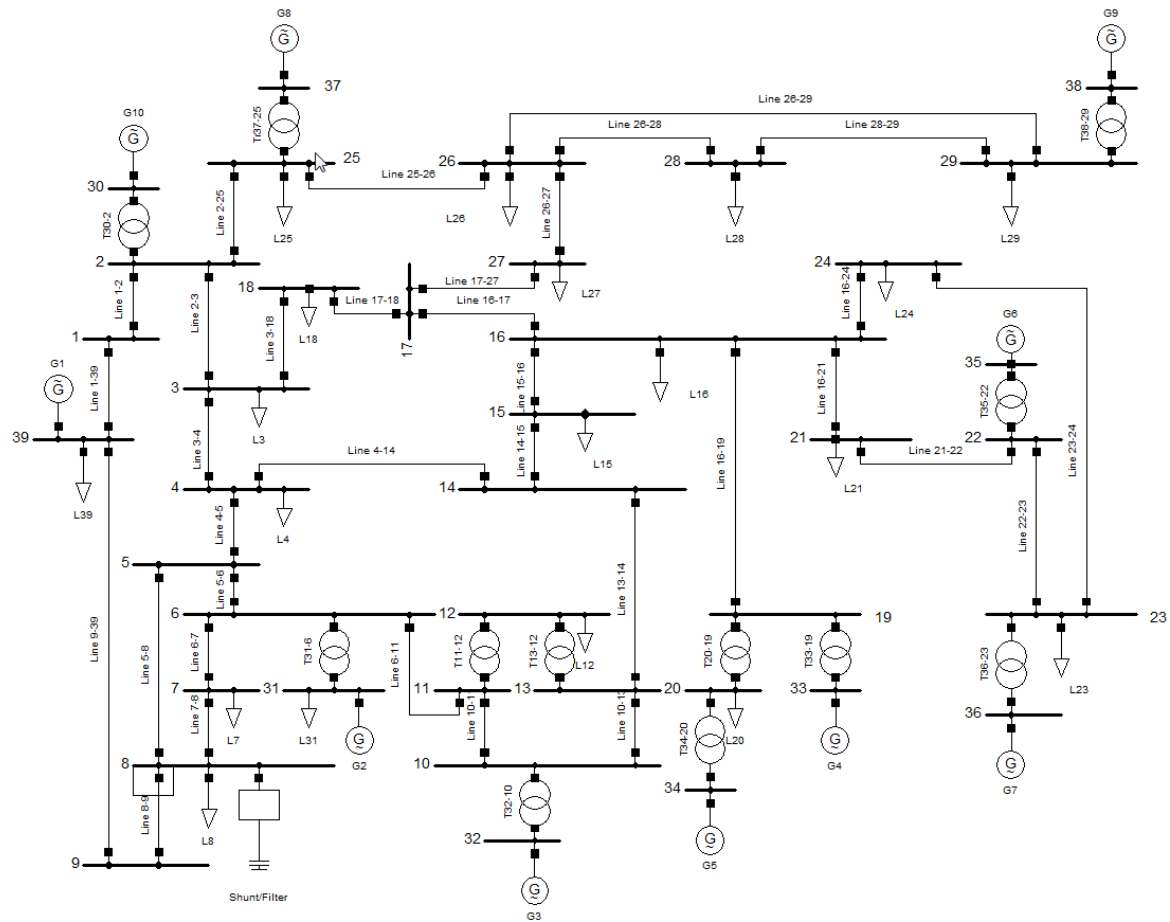 G8
G9
37
38
G10
Tr37-25
Line 26-29
T38-29
Line 26-28
Line 28-29
25
26
28
29
30
Line 25-26
T30-2
Line 2-25
L25
L26
Line 26-27
L28
L29
2
27
24
18
Line 17-27
Line 1-2
Line 2-3
Line 17-18
Line 16-17
L27
Line 16-24
L24
Line 3-18
L18
17
G6
1
16
35
G1
Line 1-39
Line 15-16
L16
Line 16-21
T35-22
Line 23-24
3
L3
15
39
Line 3-4
Line 14-15
L15
Line 16-19
21
22
Line 4-14
L21
Line 21-22
L39
4
14
L4
Line 4-5
Line 22-23
5
Line 5-6
Line 13-14
6
12
19
23
Line 9-39
Line 5-8
Line 6-7
T31-6
Line 6-11
T11-12
T13-12
L12
T20-19
T33-19
T36-23
L23
7
31
11
13
20
33
Line 7-8
L7
L31
Line 10-11
Line 10-13
T34-20
L20
36
G2
G4
8
10
G7
Line 8-9
L8
T32-10
34
32
G5
9
Shunt/Filter
G3